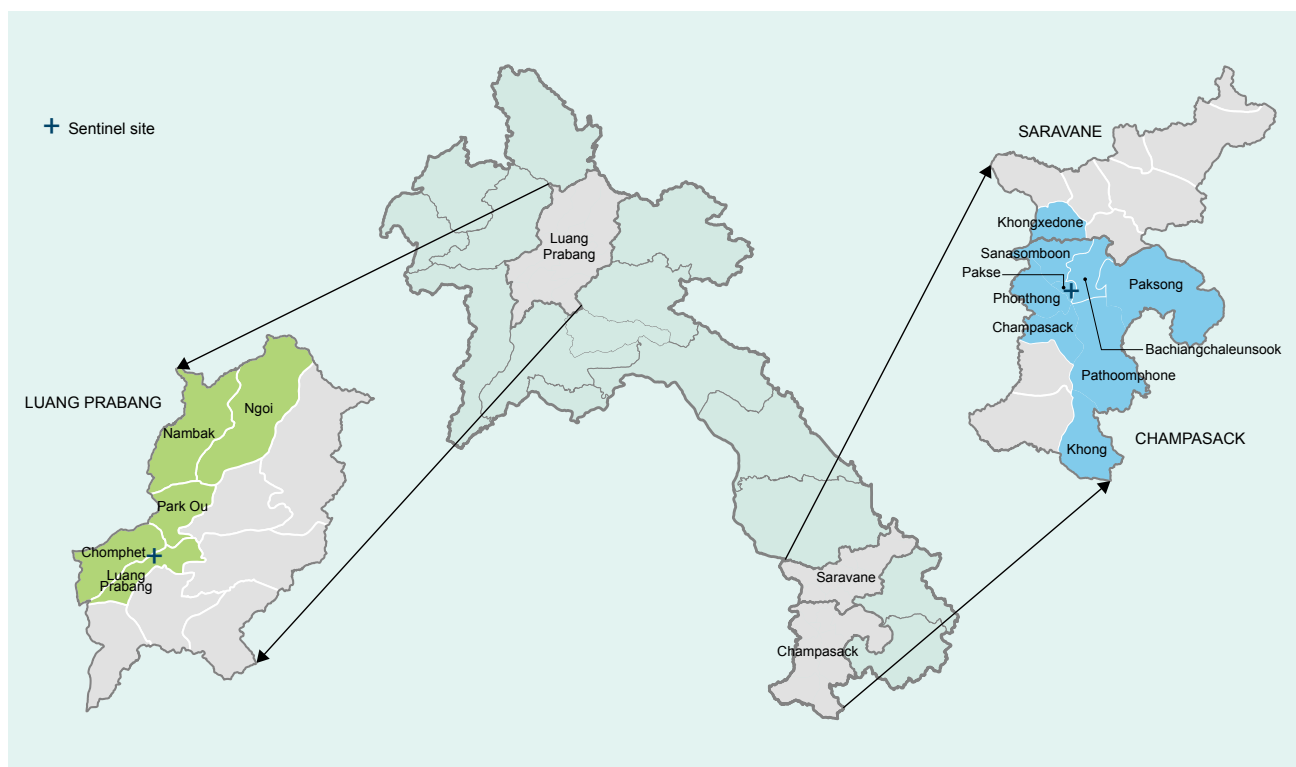 Sentinel site
SARAVANE
Khongxedone
Sanasomboon
Pakse
Phonthong
Champasack
Paksong
Bachiangchaleunsook
Pathoomphone
CHAMPASACK
Khong
Luang
Prabang
LUANG PRABANG
Ngoi
Nambak
Park Ou
Chomphet
Luang
Prabang
Saravane
Champasack